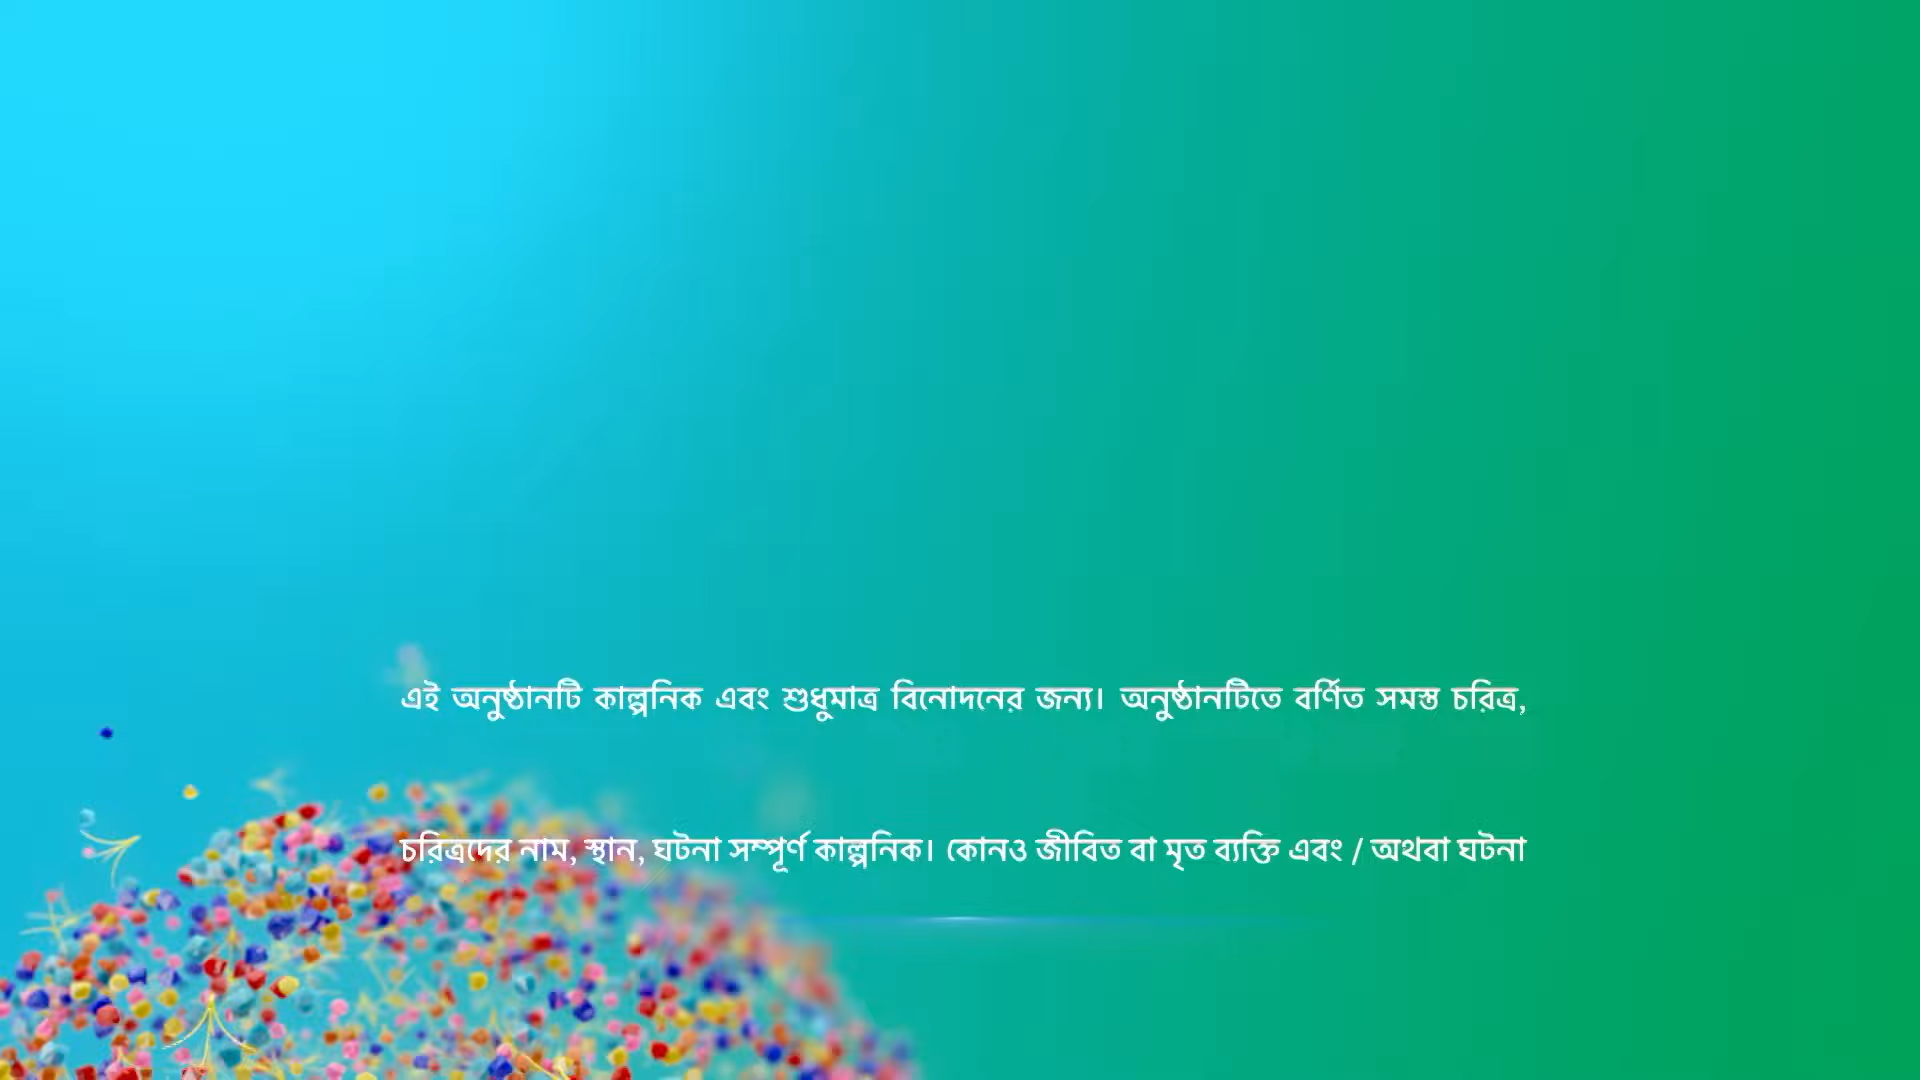 এই অনুষ্ঠানটি কাল্পনিক এবং শুধুমাত্র বিনোদনের জন্য। অনুষ্ঠানটিতে বর্ণিত সমস্ত চরিত্র,
চরিত্রদের নাম, স্থান, ঘটনা সম্পূর্ণ কাল্পনিক। কোনও জীবিত বা মৃত ব্যক্তি এবং / অথবা ঘটনা